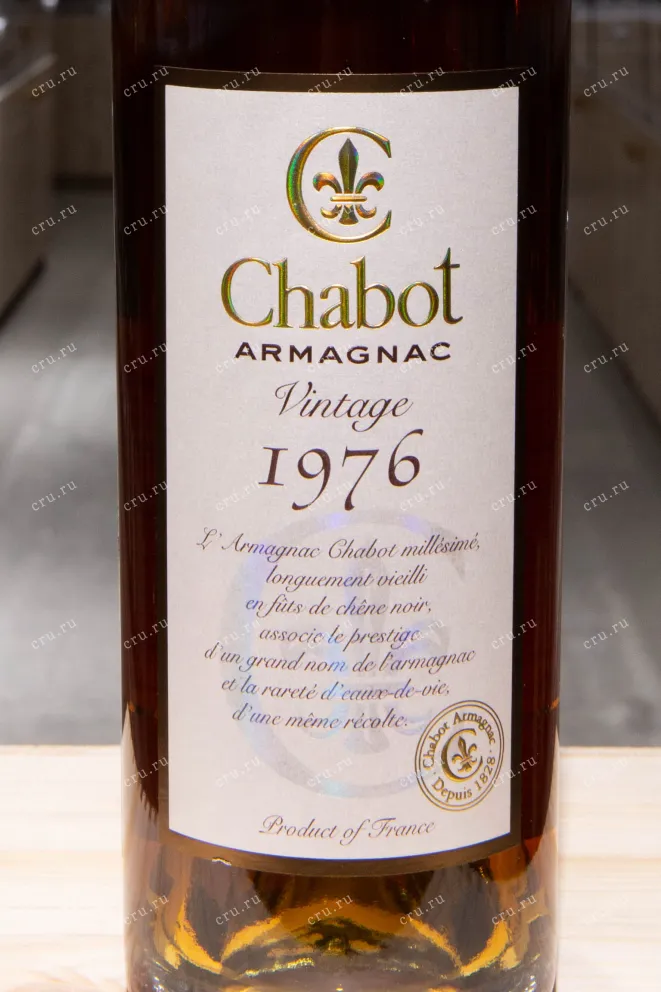 Chabot
ARMAGNAC
Vintage
1976
L'Armagnac Chabot millésimé,
longuement vieilli
en fûts de chêne noir,
associe le prestige
d'un grand nom de l'armagnac
et la rareté d'eaux-de-vie,
d'une même récolte.
Chabot Armagnac
· Depuis 1828 ·
Product of France
cru.ru